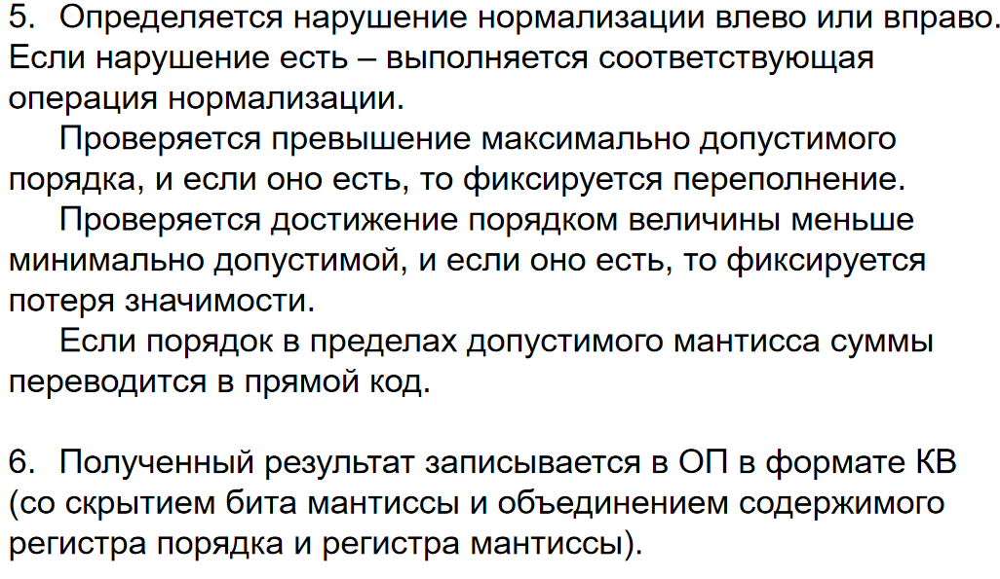 5. Определяется нарушение нормализации влево или вправо.
Если нарушение есть – выполняется соответствующая
операция нормализации.
Проверяется превышение максимально допустимого
порядка, и если оно есть, то фиксируется переполнение.
Проверяется достижение порядком величины меньше
минимально допустимой, и если оно есть, то фиксируется
потеря значимости.
Если порядок в пределах допустимого мантисса суммы
переводится в прямой код.
6. Полученный результат записывается в ОП в формате КВ
(со скрытием бита мантиссы и объединением содержимого
регистра порядка и регистра мантиссы).